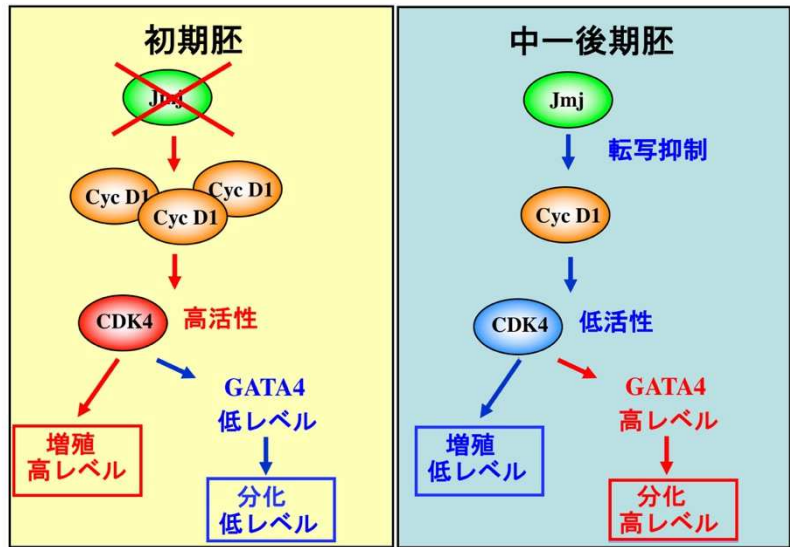 初期胚
Jmj
Cyc D1
Cyc D1
Cyc D1
CDK4
高活性
GATA4
低レベル
増殖
高レベル
分化
低レベル
中ー後期胚
Jmj
転写抑制
Cyc D1
CDK4
低活性
GATA4
高レベル
増殖
低レベル
分化
高レベル